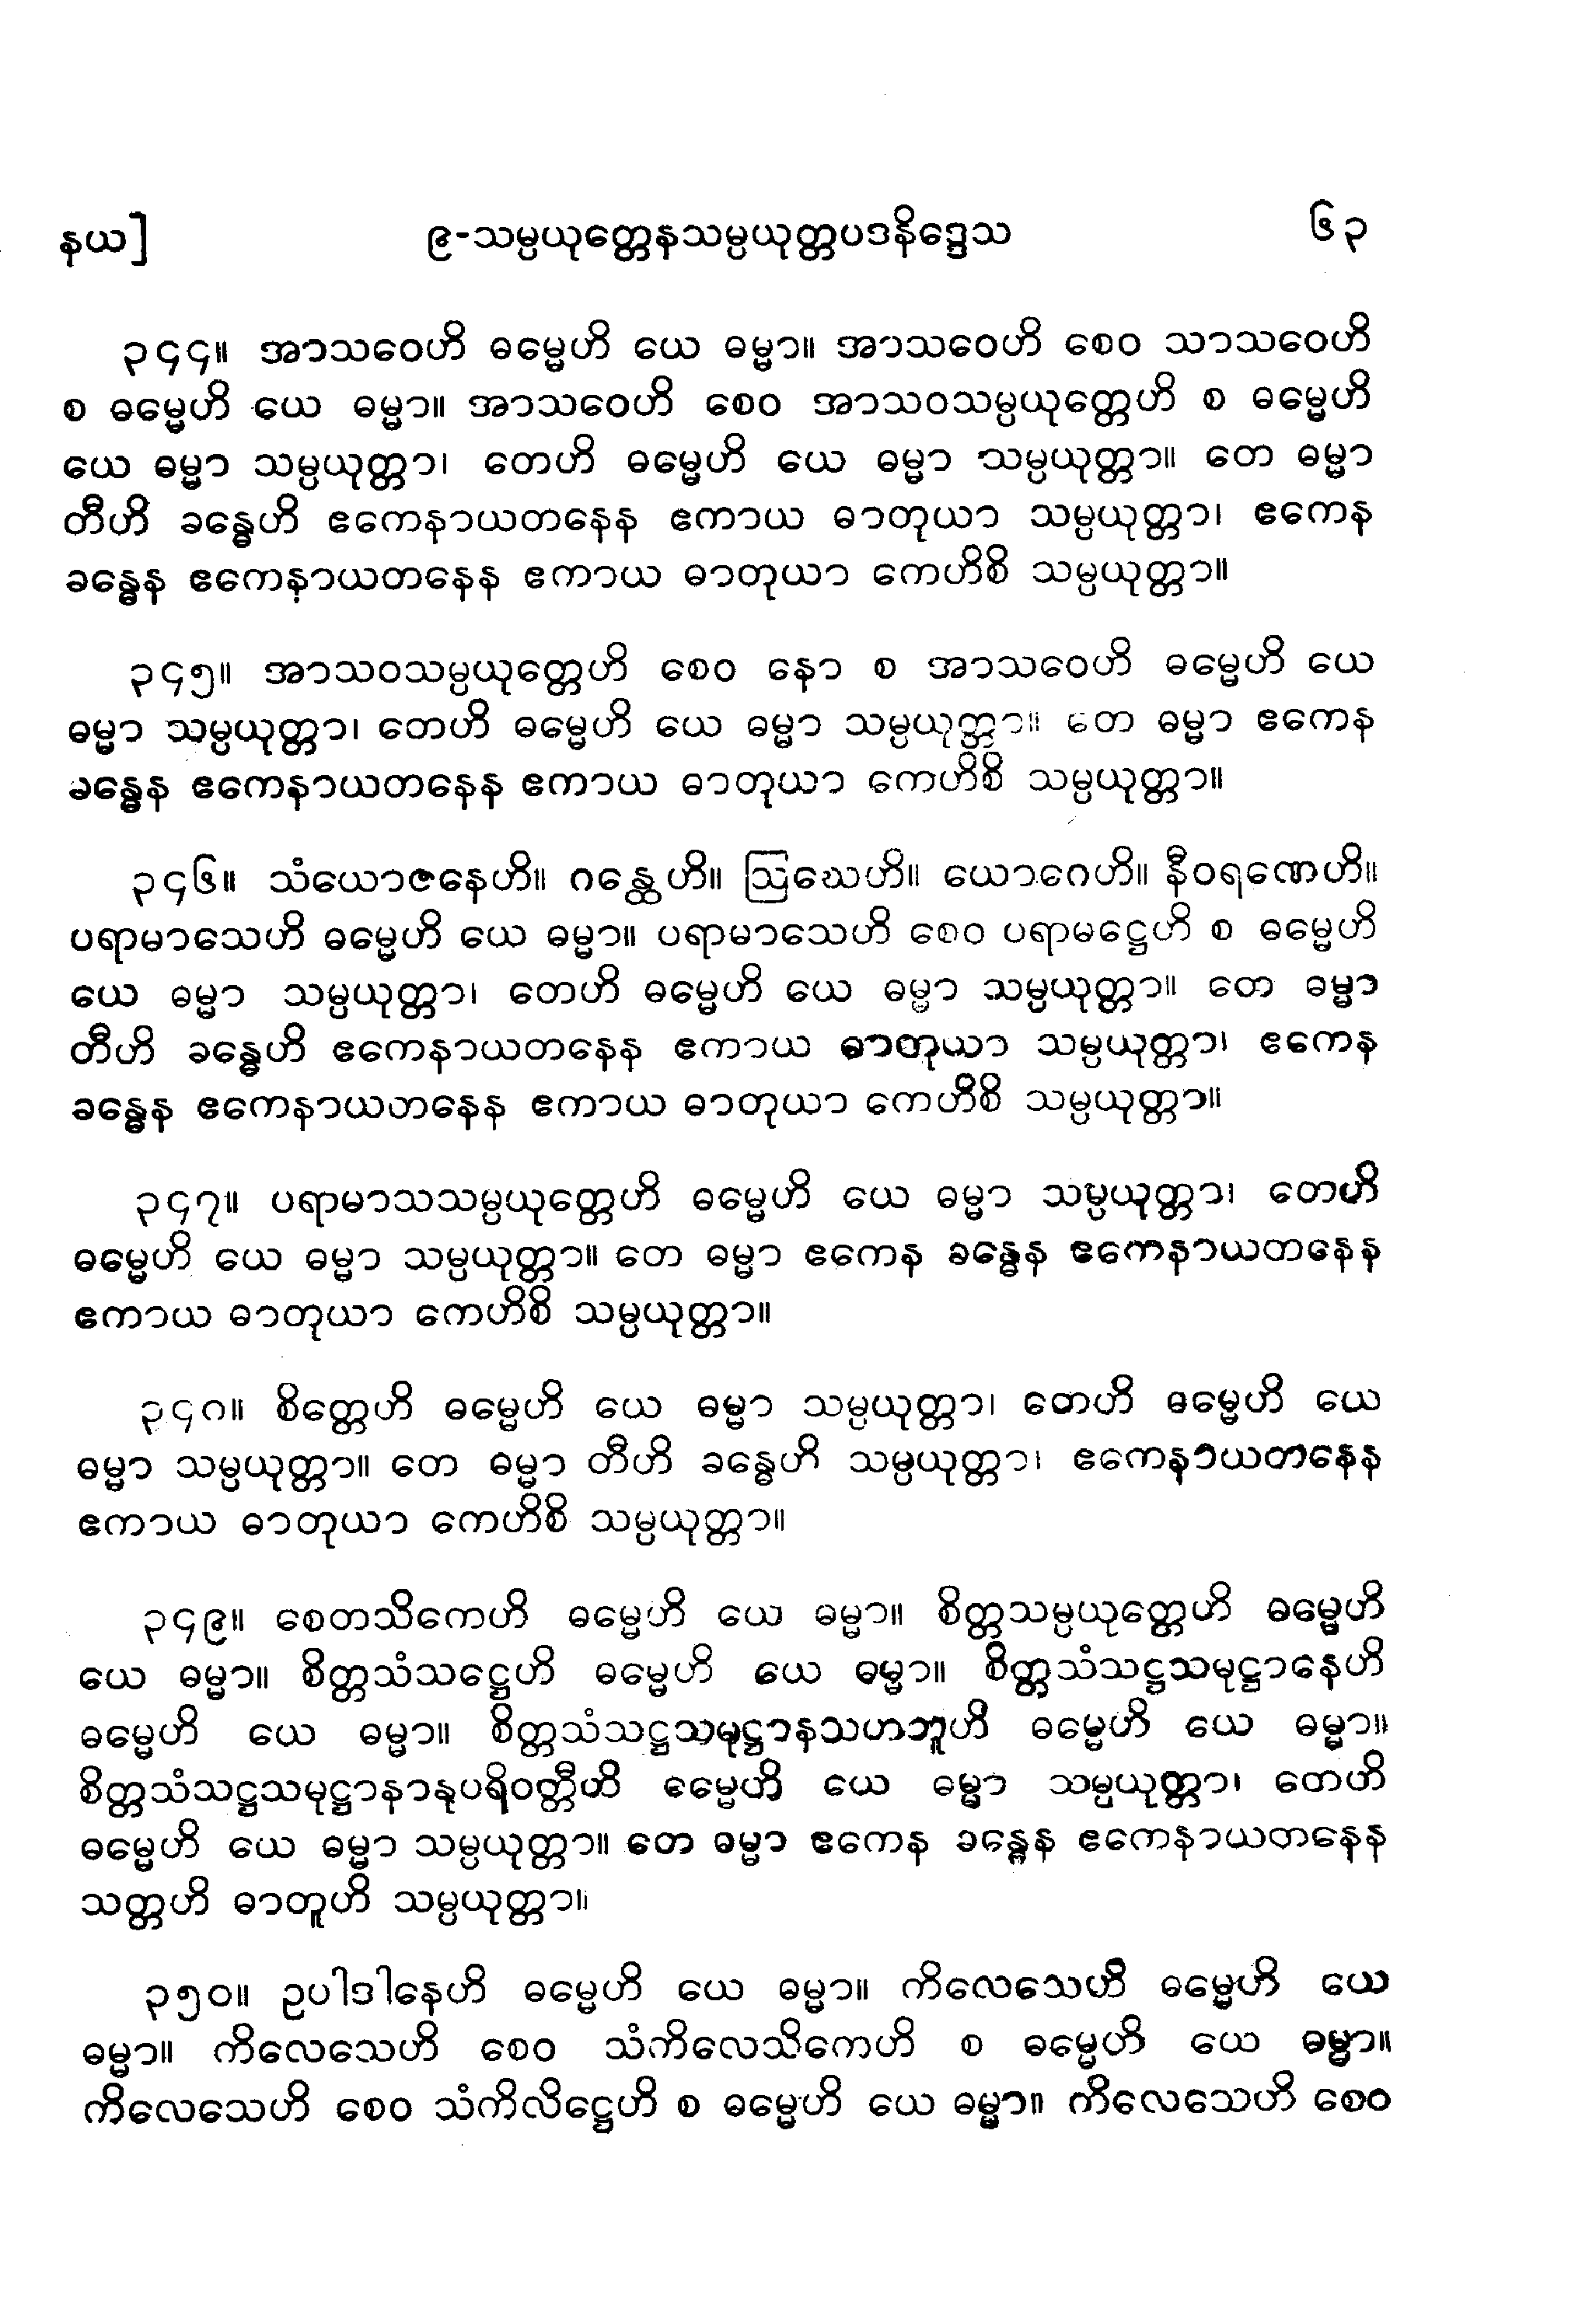 နယ] ၉-သမ္ပယုတ္တေနသမ္ပယုတ္တပဒနိဒ္ဒေသ ၆၃
၃၄၄။ အာသဝေဟိ ဓမ္မေဟိ ယေ ဓမ္မာ။ အာသဝေဟိ စေဝ သာသဝေဟိ
စ ဓမ္မေဟိ ယေ ဓမ္မာ။ အာသဝေဟိ စေဝ အာသဝသမ္ပယုတ္တေဟိ စ ဓမ္မေဟိ
ယေ ဓမ္မာ သမ္ပယုတ္တာ၊ တေဟိ ဓမ္မေဟိ ယေ ဓမ္မာ သမ္ပယုတ္တာ။ တေ ဓမ္မာ
တီဟိ ခန္ဓေဟိ ဧကေနာယတနေန ဧကာယ ဓာတုယာ သမ္ပယုတ္တာ၊ ဧကေန
ခန္ဓေန ဧကေနာယတနေန ဧကာယ ဓာတုယာ ကေဟိစိ သမ္ပယုတ္တာ။
၃၄၅။ အာသဝသမ္ပယုတ္တေဟိ စေဝ နော စ အာသဝေဟိ ဓမ္မေဟိ ယေ
ဓမ္မာ သမ္ပယုတ္တာ၊ တေဟိ ဓမ္မေဟိ ယေ ဓမ္မာ သမ္ပယုတ္တာ။ တေ ဓမ္မာ ဧကေန
ခန္ဓေန ဧကေနာယတနေန ဧကာယ ဓာတုယာ ကေဟိစိ သမ္ပယုတ္တာ။
၃၄၆။ သံယောဇနေဟိ။ ဂန္ထေဟိ။ ဩဃေဟိ။ ယောဂေဟိ။ နီဝရဏေဟိ။
ပရာမာသေဟိ ဓမ္မေဟိ ယေ ဓမ္မာ။ ပရာမာသေဟိ စေဝ ပရာမဋ္ဌေဟိ စ ဓမ္မေဟိ
ယေ ဓမ္မာ သမ္ပယုတ္တာ၊ တေဟိ ဓမ္မေဟိ ယေ ဓမ္မာ သမ္ပယုတ္တာ။ တေ ဓမ္မာ
တီဟိ ခန္ဓေဟိ ဧကေနာယတနေန ဧကာယ ဓာတုယာ သမ္ပယုတ္တာ၊ ဧကေန
ခန္ဓေန ဧကေနာယတနေန ဧကာယ ဓာတုယာ ကေဟိစိ သမ္ပယုတ္တာ။
၃၄၇။ ပရာမာသသမ္ပယုတ္တေဟိ ဓမ္မေဟိ ယေ ဓမ္မာ သမ္ပယုတ္တာ၊ တေဟိ
ဓမ္မေဟိ ယေ ဓမ္မာ သမ္ပယုတ္တာ။ တေ ဓမ္မာ ဧကေန ခန္ဓေန ဧကေနာယတနေန
ဧကာယ ဓာတုယာ ကေဟိစိ သမ္ပယုတ္တာ။
၃၄၈။ စိတ္တေဟိ ဓမ္မေဟိ ယေ ဓမ္မာ သမ္ပယုတ္တာ၊ တေဟိ ဓမ္မေဟိ ယေ
ဓမ္မာ သမ္ပယုတ္တာ။ တေ ဓမ္မာ တီဟိ ခန္ဓေဟိ သမ္ပယုတ္တာ၊ ဧကေနာယတနေန
ဧကာယ ဓာတုယာ ကေဟိစိ သမ္ပယုတ္တာ။
၃၄၉။ စေတသိကေဟိ ဓမ္မေဟိ ယေ ဓမ္မာ။ စိတ္တသမ္ပယုတ္တေဟိ ဓမ္မေဟိ
ယေ ဓမ္မာ။ စိတ္တသံသဋ္ဌေဟိ ဓမ္မေဟိ ယေ ဓမ္မာ။ စိတ္တသံသဋ္ဌသမုဋ္ဌာနေဟိ
ဓမ္မေဟိ ယေ ဓမ္မာ။ စိတ္တသံသဋ္ဌသမုဋ္ဌာနသဟဘူဟိ ဓမ္မေဟိ ယေ ဓမ္မာ။
စိတ္တသံသဋ္ဌသမုဋ္ဌာနာနုပရိဝတ္တီဟိ ဓမ္မေဟိ ယေ ဓမ္မာ သမ္ပယုတ္တာ၊ တေဟိ
ဓမ္မေဟိ ယေ ဓမ္မာ သမ္ပယုတ္တာ။ တေ ဓမ္မာ ဧကေန ခန္ဓေန ဧကေနာယတနေန
သတ္တဟိ ဓာတူဟိ သမ္ပယုတ္တာ။
၃၅၀။ ဥပါဒါနေဟိ ဓမ္မေဟိ ယေ ဓမ္မာ။ ကိလေသေဟိ ဓမ္မေဟိ ယေ
ဓမ္မာ။ ကိလေသေဟိ စေဝ သံကိလေသိကေဟိ စ ဓမ္မေဟိ ယေ ဓမ္မာ။
ကိလေသေဟိ စေဝ သံကိလိဋ္ဌေဟိ စ ဓမ္မေဟိ ယေ ဓမ္မာ။ ကိလေသေဟိ စေဝ